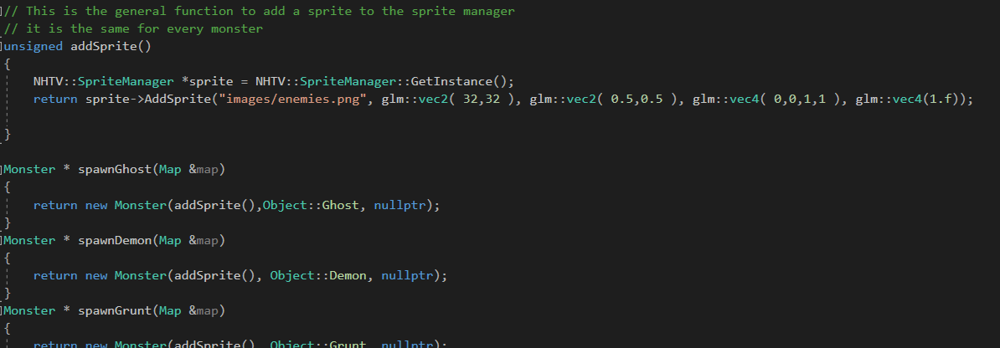 // This is the general function to add a sprite to the sprite manager
// it is the same for every monster
unsigned addSprite()
{
    NHTV::SpriteManager *sprite = NHTV::SpriteManager::GetInstance();
    return sprite->AddSprite("images/enemies.png", glm::vec2( 32,32 ), glm::vec2( 0.5,0.5 ), glm::vec4( 0,0,1,1 ), glm::vec4(1.f));
}
Monster * spawnGhost(Map &map)
{
    return new Monster(addSprite(),Object::Ghost, nullptr);
}
Monster * spawnDemon(Map &map)
{
    return new Monster(addSprite(), Object::Demon, nullptr);
}
Monster * spawnGrunt(Map &map)
{
    return new Monster(addSprite(), Object::Grunt, nullptr);